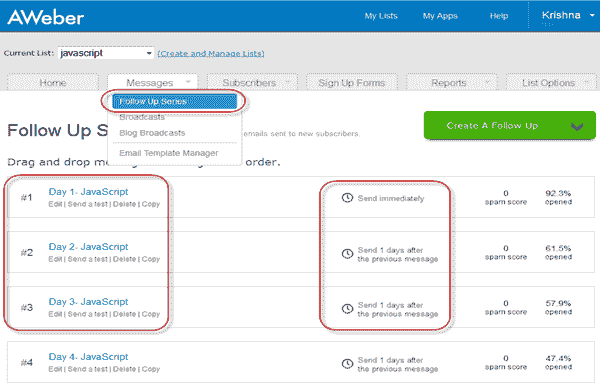 AWeber
My Lists My Apps Help Krishna
Current List: javascript (Create and Manage Lists)
Home Messages Subscribers Sign Up Forms Reports List Options
Follow Up Series
Broadcasts
Blog Broadcasts
Email Template Manager
Follow Up S
emails sent to new subscribers.
Create A Follow Up
Drag and drop me order.
#1 Day 1- JavaScript
Edit | Send a test | Delete | Copy
Send immediately
0 92.3%
spam score opened
#2 Day 2- JavaScript
Edit | Send a test | Delete | Copy
Send 1 days after
the previous message
0 61.5%
spam score opened
#3 Day 3- JavaScript
Edit | Send a test | Delete | Copy
Send 1 days after
the previous message
0 57.9%
spam score opened
#4 Day 4- JavaScript
Edit | Send a test | Delete | Copy
Send 1 days after
the previous message
0 47.4%
spam score opened